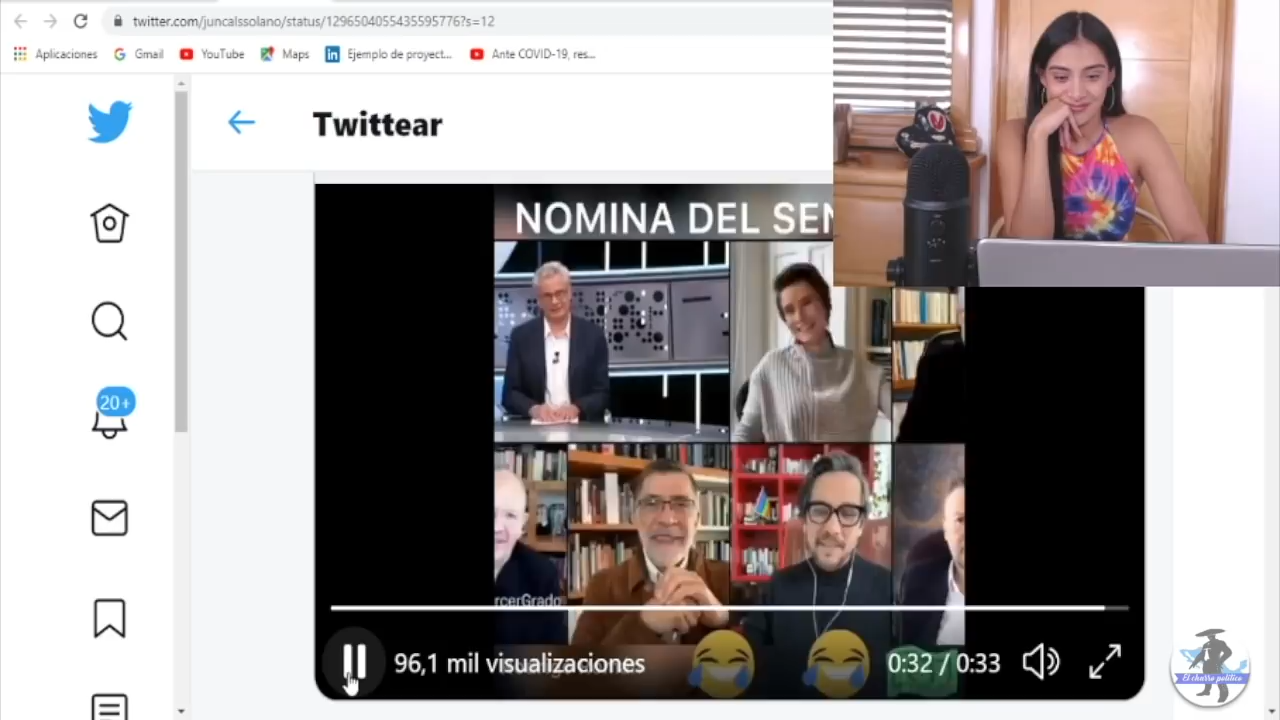 twitter.com/juncalssolano/status/1296504055435595776?s=12
Aplicaciones
Gmail
YouTube
Maps
Ejemplo de proyect...
Ante COVID-19, res...
Twittear
NOMINA DEL SEN
20+
rcerGrado
96,1 mil visualizaciones
0:32 / 0:33
El charro político